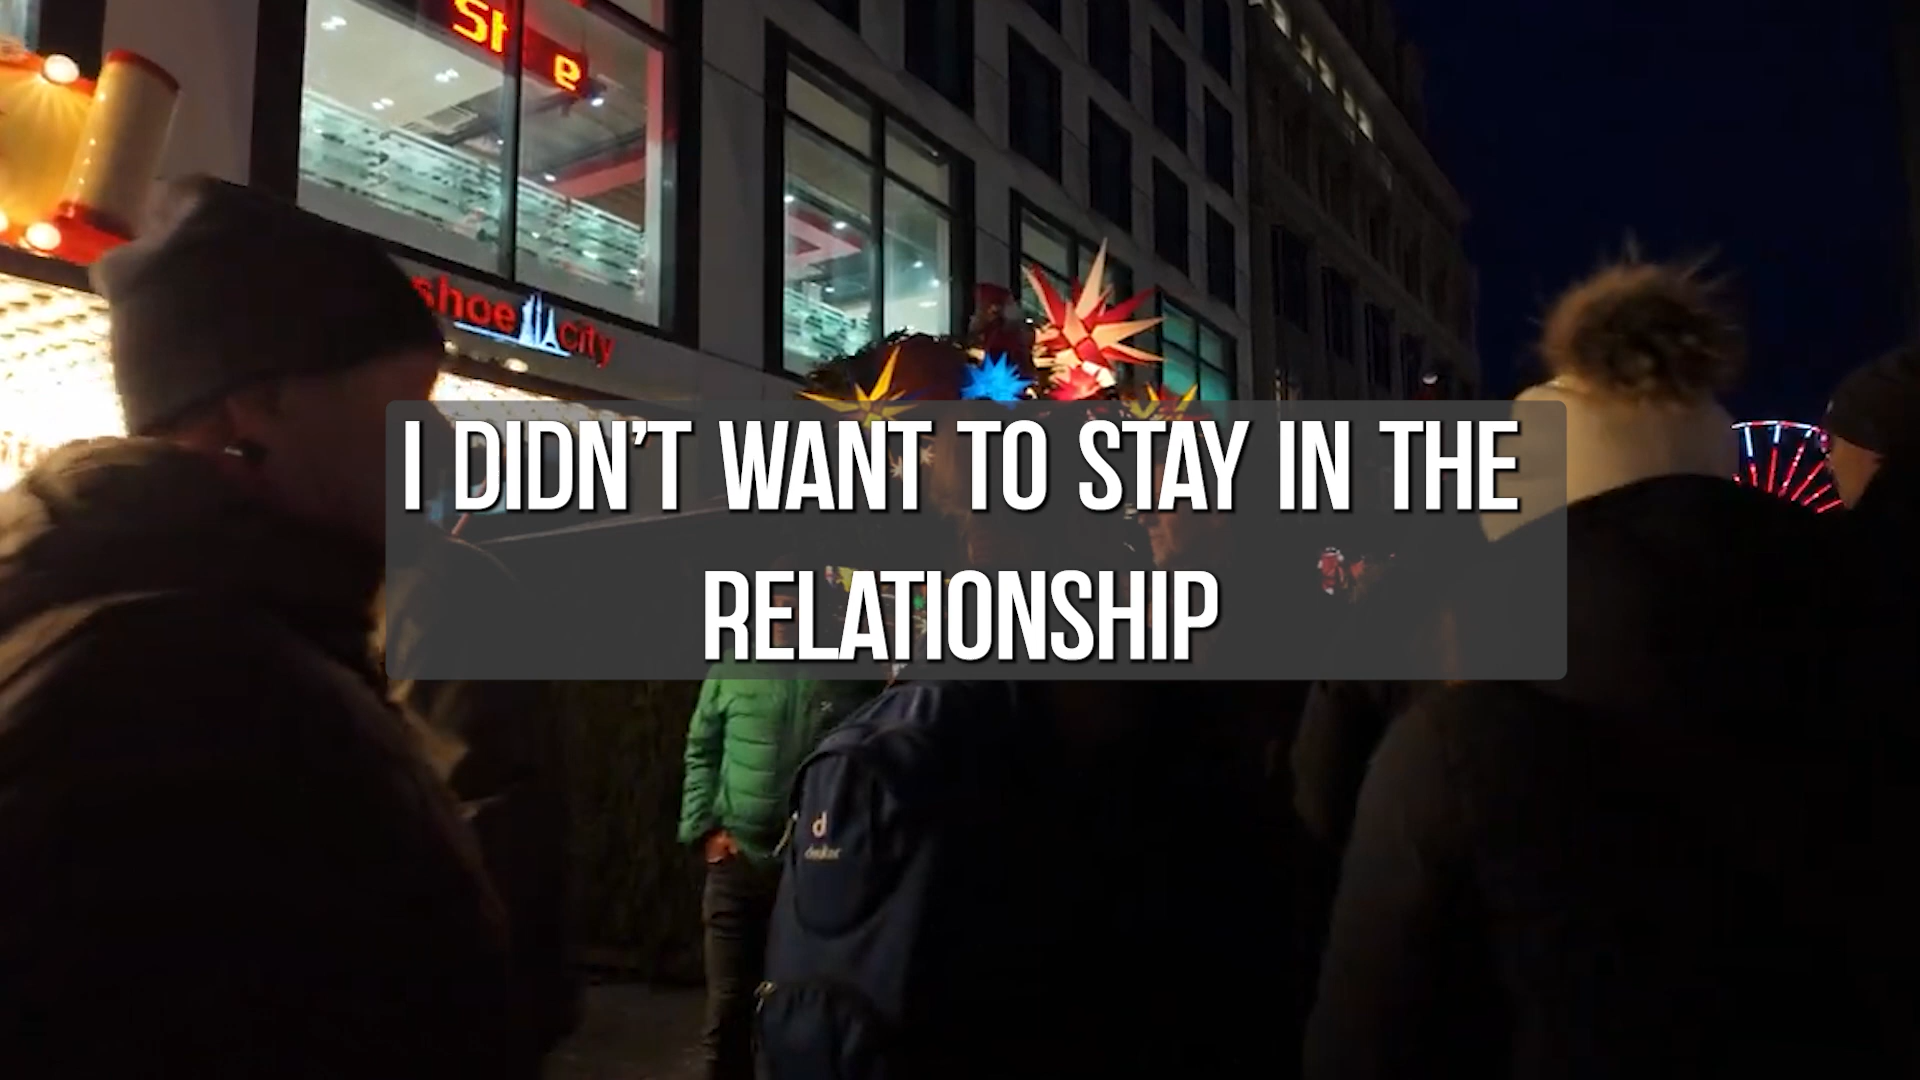 shoe city
I DIDN’T WANT TO STAY IN THE
RELATIONSHIP
d
deuter